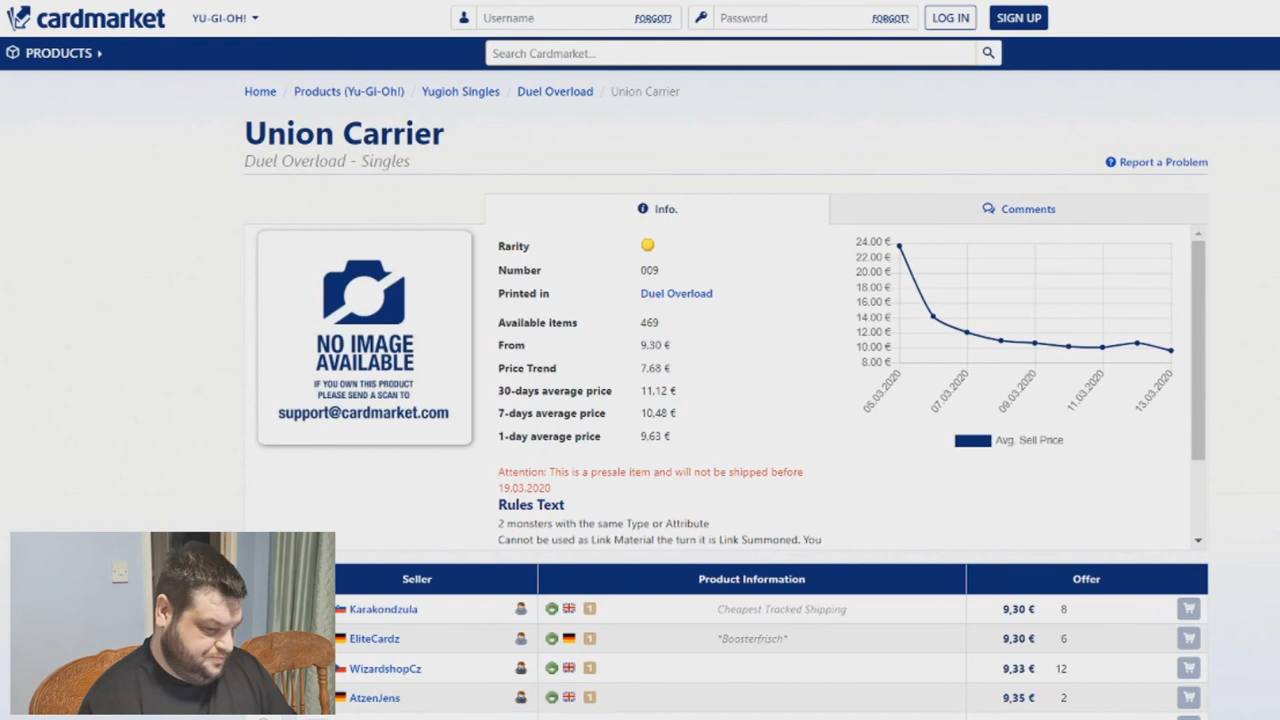 cardmarket
YU-GI-OH!
Username
FORGOT?
Password
FORGOT?
LOG IN
SIGN UP
PRODUCTS
Search Cardmarket...
Home / Products (Yu-Gi-Oh!) / Yugioh Singles / Duel Overload / Union Carrier
Union Carrier
Duel Overload - Singles
Report a Problem
Info.
Comments
NO IMAGE
AVAILABLE
IF YOU OWN THIS PRODUCT
PLEASE SEND A SCAN TO
support@cardmarket.com
Rarity
Number 009
Printed in Duel Overload
Available items 469
From 9,30 €
Price Trend 7,68 €
30-days average price 11,12 €
7-days average price 10,48 €
1-day average price 9,63 €
Attention: This is a presale item and will not be shipped before
19.03.2020
Rules Text
2 monsters with the same Type or Attribute
Cannot be used as Link Material the turn it is Link Summoned. You
24.00 €
22.00 €
20.00 €
18.00 €
16.00 €
14.00 €
12.00 €
10.00 €
8.00 €
05.03.2020
07.03.2020
09.03.2020
11.03.2020
13.03.2020
Avg. Sell Price
Seller Product Information Offer
Karakondzula 1 Cheapest Tracked Shipping 9,30 € 8
EliteCardz 1 *Boosterfrisch* 9,30 € 6
WizardshopCz 1 9,33 € 12
AtzenJens 1 9,35 € 2